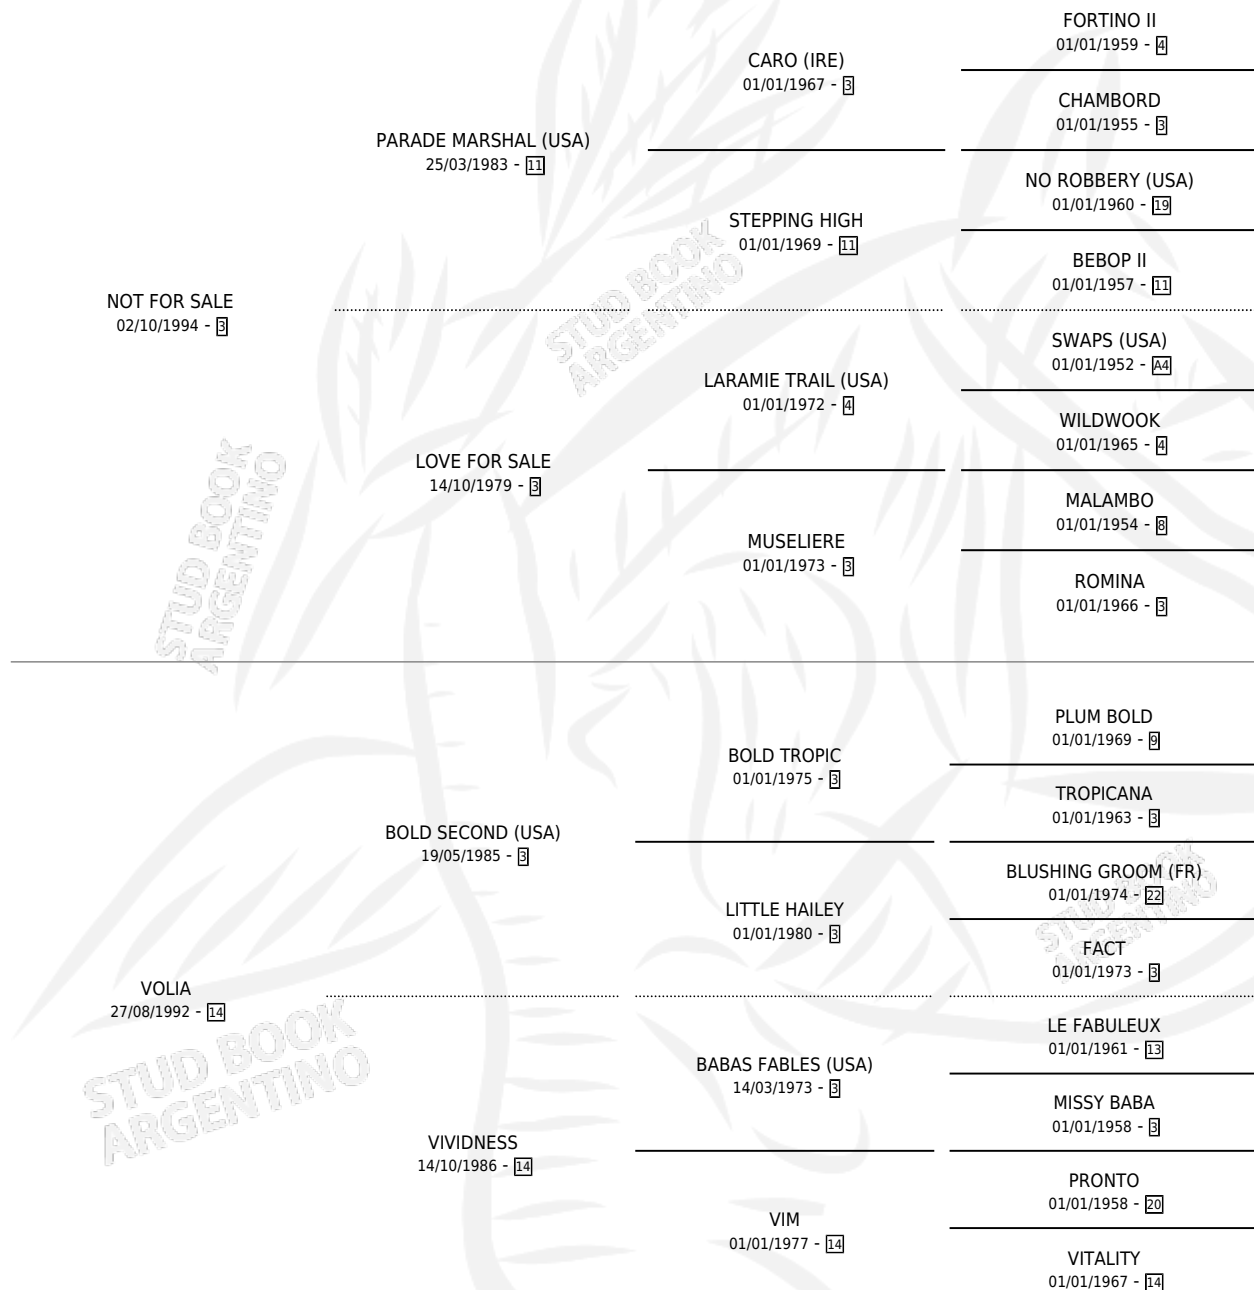 FORTINO II
01/01/1959 - 4
CARO (IRE)
01/01/1967 - 3
CHAMBORD
01/01/1955 - 3
PARADE MARSHAL (USA)
25/03/1983 - 11
NO ROBBERY (USA)
01/01/1960 - 19
STEPPING HIGH
01/01/1969 - 11
BEBOP II
01/01/1957 - 11
NOT FOR SALE
02/10/1994 - 3
STUD BOOK
ARGENTINO
SWAPS (USA)
01/01/1952 - A4
LARAMIE TRAIL (USA)
01/01/1972 - 4
WILDWOOK
01/01/1965 - 4
LOVE FOR SALE
14/10/1979 - 3
MALAMBO
01/01/1954 - 8
MUSELIERE
01/01/1973 - 3
ROMINA
01/01/1966 - 3
STUD BOOK
ARGENTINO
PLUM BOLD
01/01/1969 - 9
BOLD TROPIC
01/01/1975 - 3
TROPICANA
01/01/1963 - 3
BOLD SECOND (USA)
19/05/1985 - 3
BLUSHING GROOM (FR)
01/01/1974 - 22
LITTLE HAILEY
01/01/1980 - 3
STUD BOOK
ARGENTINO
FACT
01/01/1973 - 3
VOLIA
27/08/1992 - 14
LE FABULEUX
01/01/1961 - 13
STUD BOOK
ARGENTINO
BABAS FABLES (USA)
14/03/1973 - 3
MISSY BABA
01/01/1958 - 3
VIVIDNESS
14/10/1986 - 14
PRONTO
01/01/1958 - 20
VIM
01/01/1977 - 14
VITALITY
01/01/1967 - 14